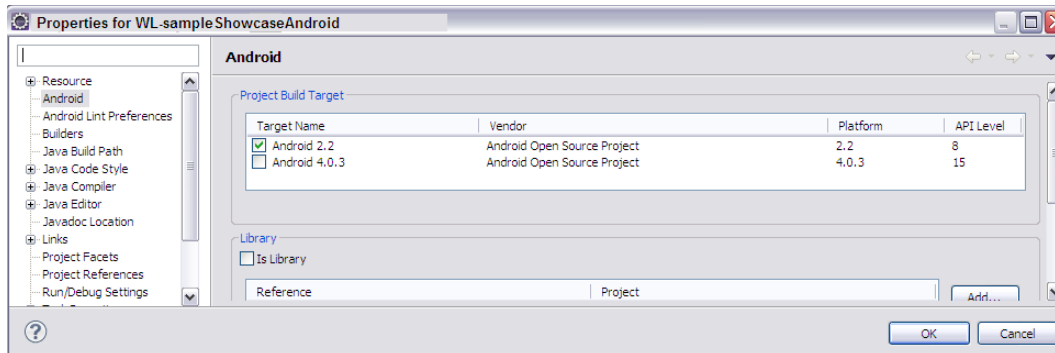 Properties for WL-sampleShowcaseAndroid
Android
Resource
Android
Android Lint Preferences
Builders
Java Build Path
Java Code Style
Java Compiler
Java Editor
Javadoc Location
Links
Project Facets
Project References
Run/Debug Settings
Project Build Target
Target Name Vendor Platform API Level
Android 2.2 Android Open Source Project 2.2 8
Android 4.0.3 Android Open Source Project 4.0.3 15
Library
Is Library
Reference Project
Add...
? OK Cancel